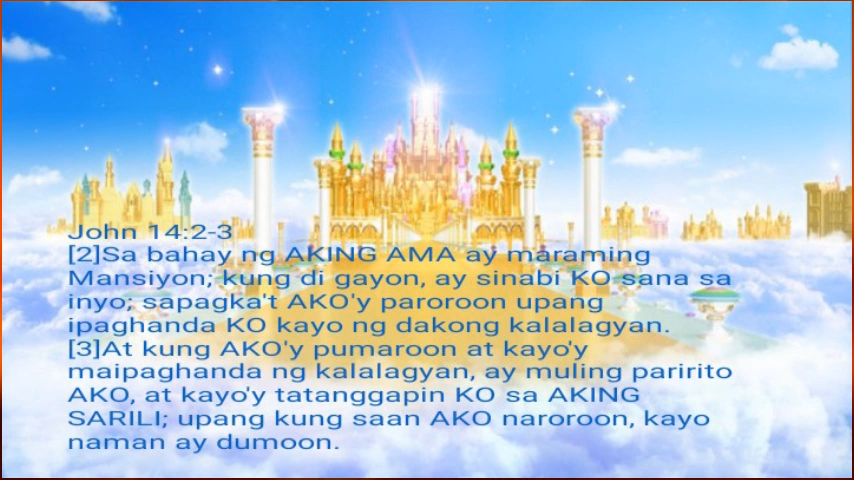 John 14:2-3
[2]Sa bahay ng AKING AMA ay maraming
Mansiyon; kung di gayon, ay sinabi KO sana sa
inyo; sapagka't AKO'y paroroon upang
ipaghanda KO kayo ng dakong kalalagyan.
[3]At kung AKO'y pumaroon at kayo'y
maipaghanda ng kalalagyan, ay muling paririto
AKO, at kayo'y tatanggapin KO sa AKING
SARILI; upang kung saan AKO naroroon, kayo
naman ay dumoon.